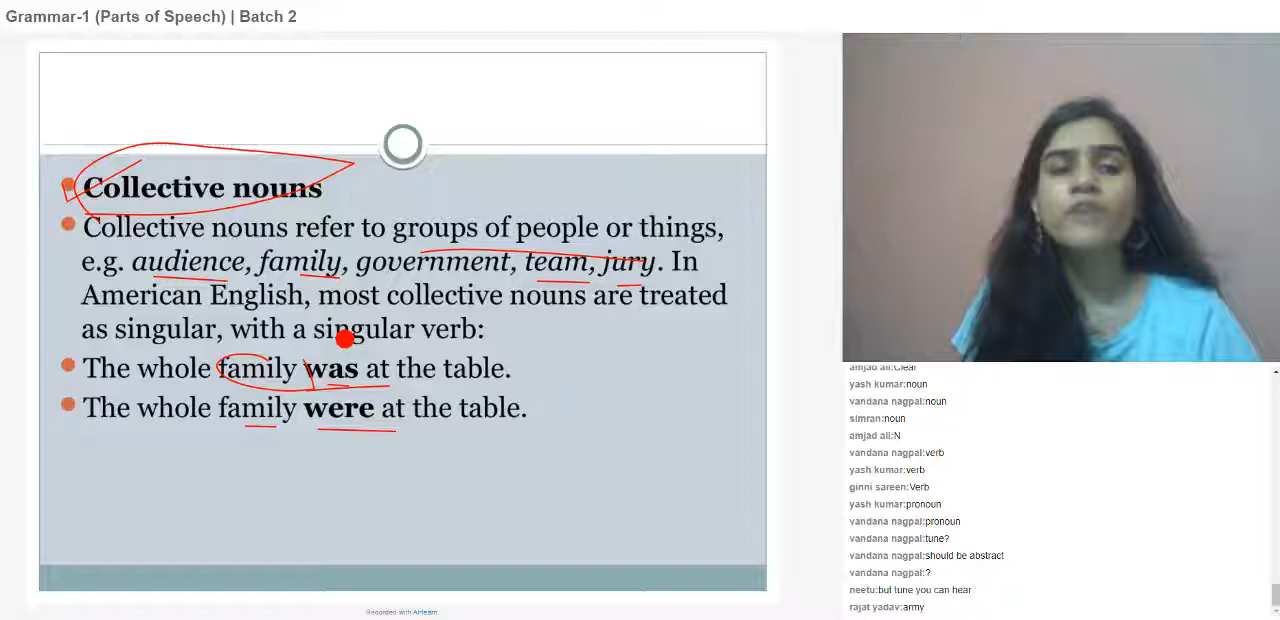 Grammar-1 (Parts of Speech) | Batch 2
Collective nouns
Collective nouns refer to groups of people or things,
e.g. audience, family, government, team, jury. In
American English, most collective nouns are treated
as singular, with a singular verb:
The whole family was at the table.
The whole family were at the table.
Recorded with Airlearn.
amjad ali:Clear
yash kumar:noun
vandana nagpal:noun
simran:noun
amjad ali:N
vandana nagpal:verb
yash kumar:verb
ginni sareen:Verb
yash kumar:pronoun
vandana nagpal:pronoun
vandana nagpal:tune?
vandana nagpal:should be abstract
vandana nagpal:?
neetu:but tune you can hear
rajat yadav:army